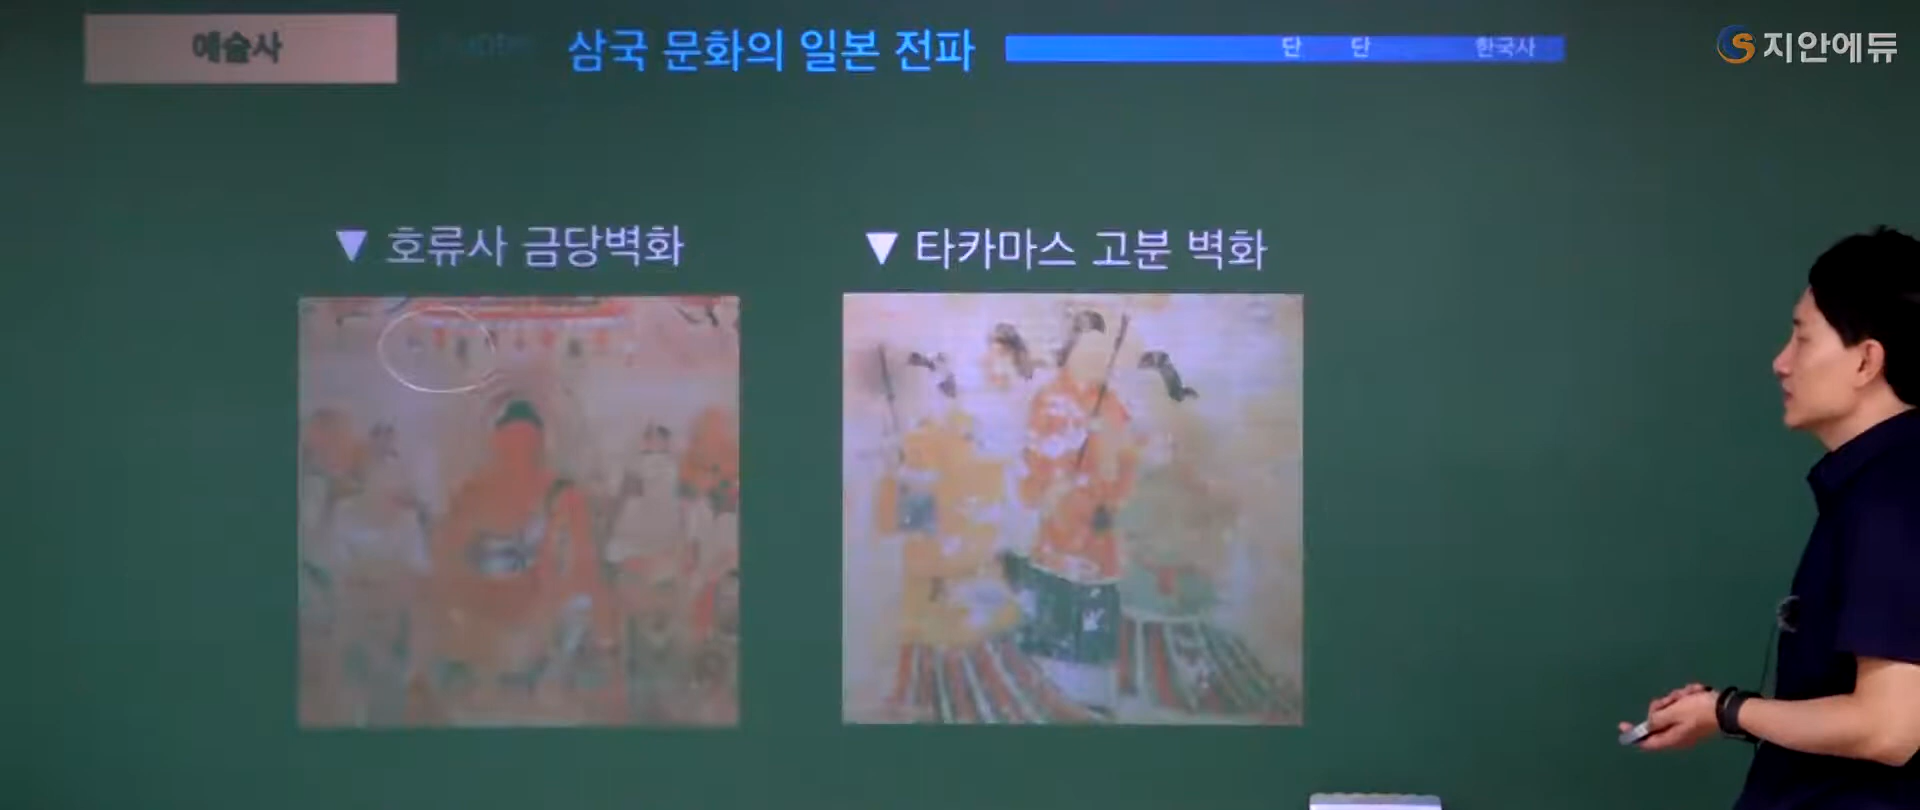 예술사
삼국 문화의 일본 전파
단 단 한국사
지안에듀
▼ 호류사 금당벽화
▼ 타카마스 고분 벽화